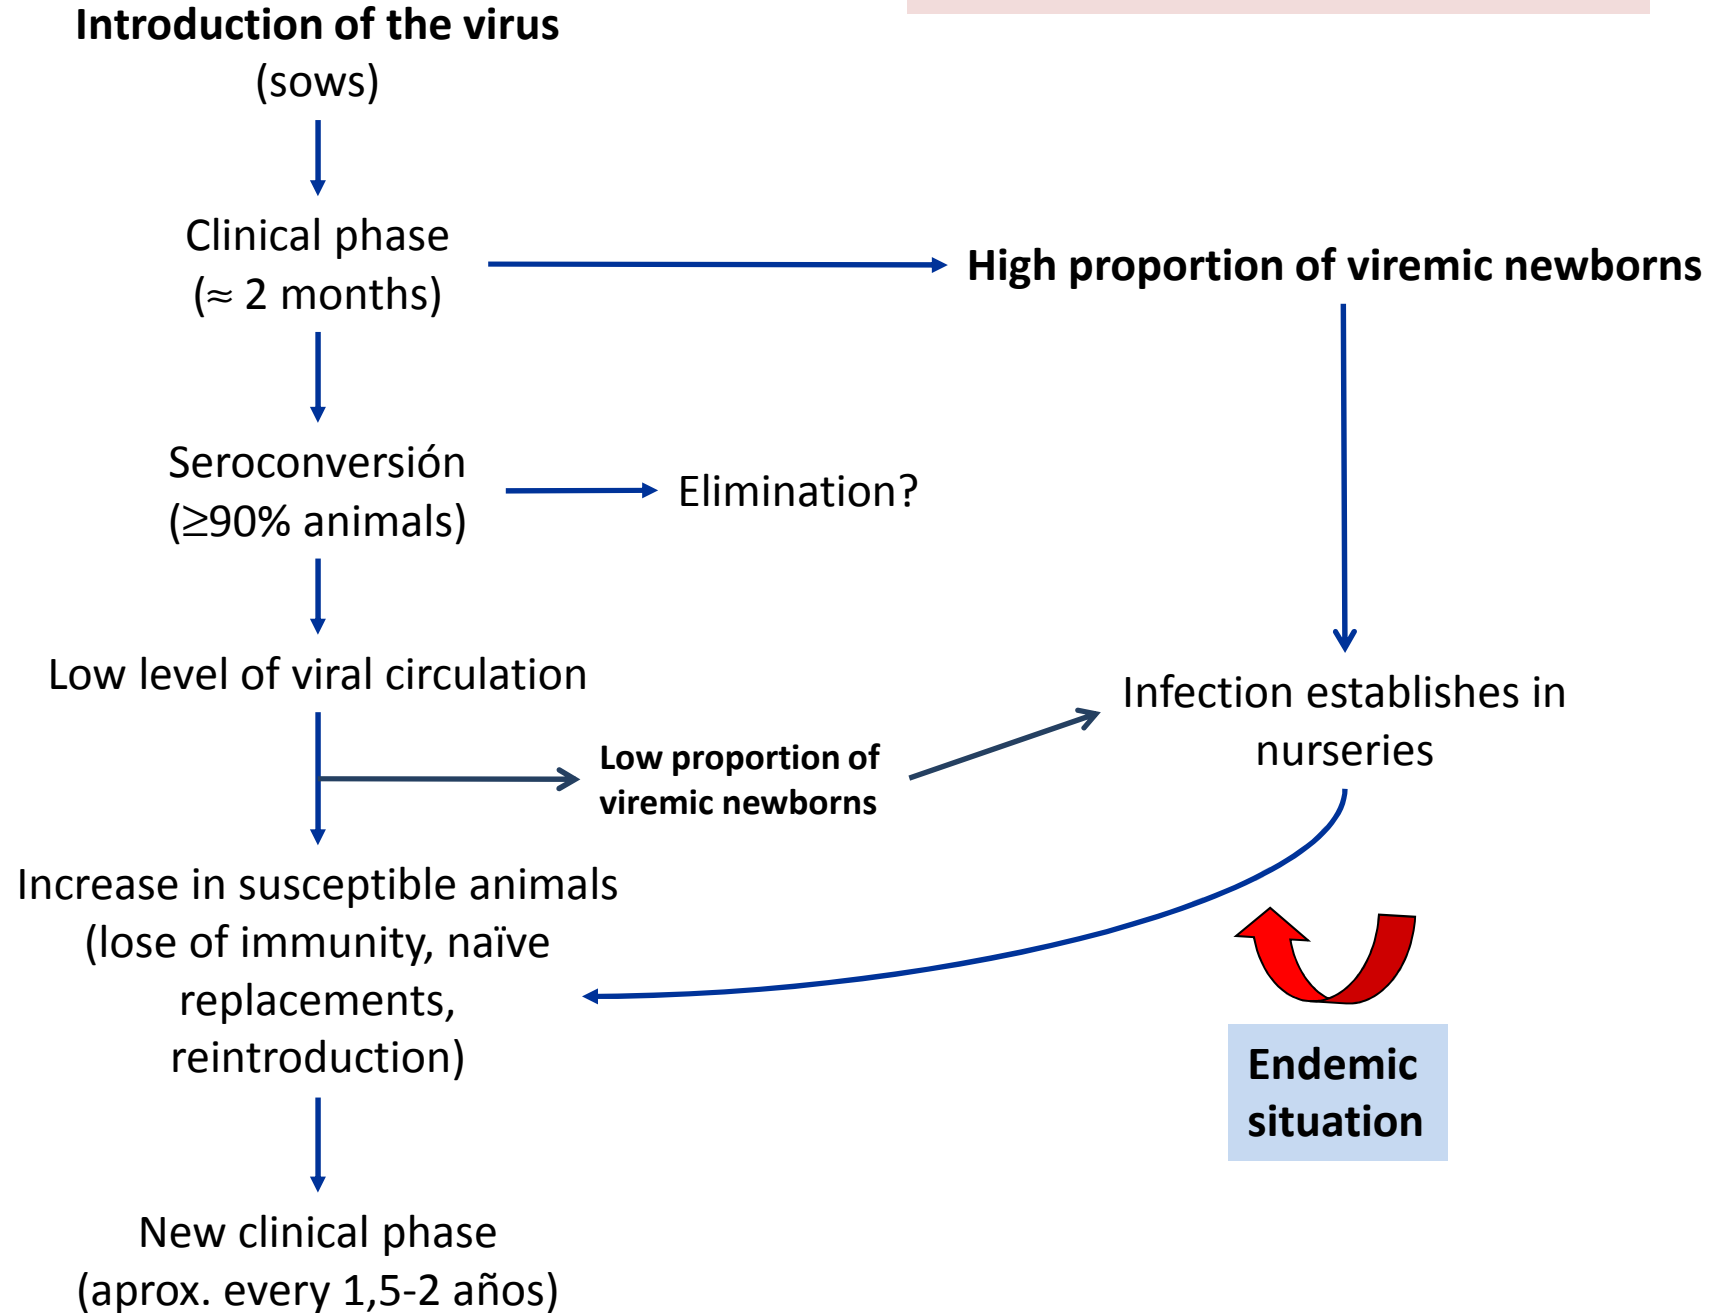 Introduction of the virus
(sows)
Clinical phase
(≈ 2 months)
High proportion of viremic newborns
Seroconversión
(≥90% animals)
Elimination?
Low level of viral circulation
Infection establishes in
nurseries
Low proportion of
viremic newborns
Increase in susceptible animals
(lose of immunity, naïve
replacements,
reintroduction)
Endemic
situation
New clinical phase
(aprox. every 1,5-2 años)